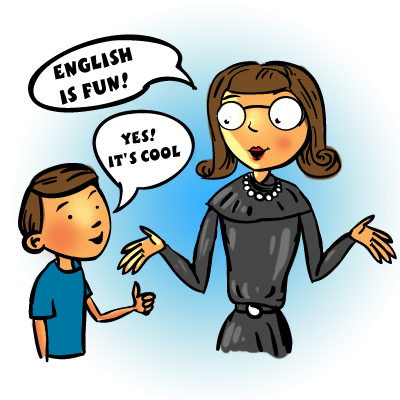 ENGLISH
IS FUN!
YES!
IT'S COOL